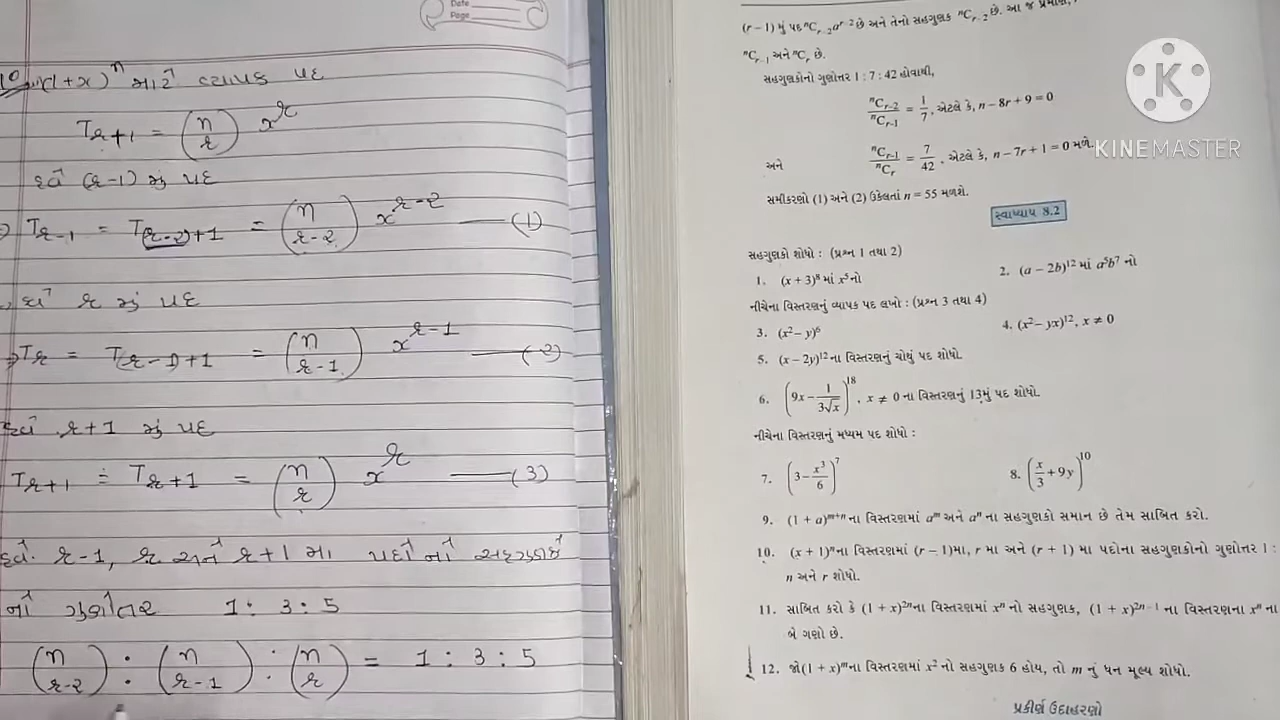 Date
Page
10. (1+x)ⁿ માટે વ્યાપક પદ
Tr+1 = (n r) xʳ
હવે (r-1) મું પદ
Tr-1 = T(r-2)+1 = (n r-2) xʳ⁻² —(1)
હવે r મું પદ
⇒Tr = T(r-1)+1 = (n r-1) xʳ⁻¹ —(2)
હવે r+1 મું પદ
Tr+1 = Tr+1 = (n r) xʳ —(3)
હવે r-1, r અને r+1 મા પદોનાં
નો ગુણોતર 1:3:5
(n r-2) : (n r-1) : (n r) = 1:3:5
(r – 1) મું પદ ⁿCr–2 aʳ⁻² છે અને તેનો સહગુણક ⁿCr–2 છે. આ જ પ્રમાણે,
ⁿCr–1 અને ⁿCr છે.
સહગુણકોનો ગુણોત્તર 1 : 7 : 42 હોવાથી,
ⁿCr–2 / ⁿCr–1 = 1/7, એટલે કે, n – 8r + 9 = 0
અને ⁿCr–1 / ⁿCr = 7/42, એટલે કે, n – 7r + 1 = 0 મળે.
સમીકરણો (1) અને (2) ઉકેલતાં n = 55 મળશે.
સ્વાધ્યાય 8.2
સહગુણકો શોધો : (પ્રશ્ન 1 તથા 2)
1. (x + 3)⁸ માં x⁵ નો 2. (a – 2b)¹² માં a⁵b⁷ નો
નીચેના વિસ્તરણનું વ્યાપક પદ લખો : (પ્રશ્ન 3 તથા 4)
3. (x² – y)⁶ 4. (x² – yx)¹², x ≠ 0
5. (x – 2y)¹² ના વિસ્તરણનું ચોથું પદ શોધો.
6. (9x – 1/(3√x))¹⁸, x ≠ 0 ના વિસ્તરણનું 13મું પદ શોધો.
નીચેના વિસ્તરણનું મધ્યમ પદ શોધો :
7. (3 – x³/6)⁷ 8. (x/3 + 9y)¹⁰
9. (1 + a)ᵐ⁺ⁿ ના વિસ્તરણમાં aᵐ અને aⁿ ના સહગુણકો સમાન છે તેમ સાબિત કરો.
10. (x + 1)ⁿ ના વિસ્તરણમાં (r – 1)મા, r મા અને (r + 1) મા પદોના સહગુણકોનો ગુણોત્તર 1 :
n અને r શોધો.
11. સાબિત કરો કે (1 + x)²ⁿ ના વિસ્તરણમાં xⁿ નો સહગુણક, (1 + x)²ⁿ⁻¹ ના વિસ્તરણના xⁿ ના
બે ગણો છે.
12. જો (1 + x)ᵐ ના વિસ્તરણમાં x² નો સહગુણક 6 હોય, તો m નું ધન મૂલ્ય શોધો.
પ્રકીર્ણ ઉદાહરણો
K
KINEMASTER